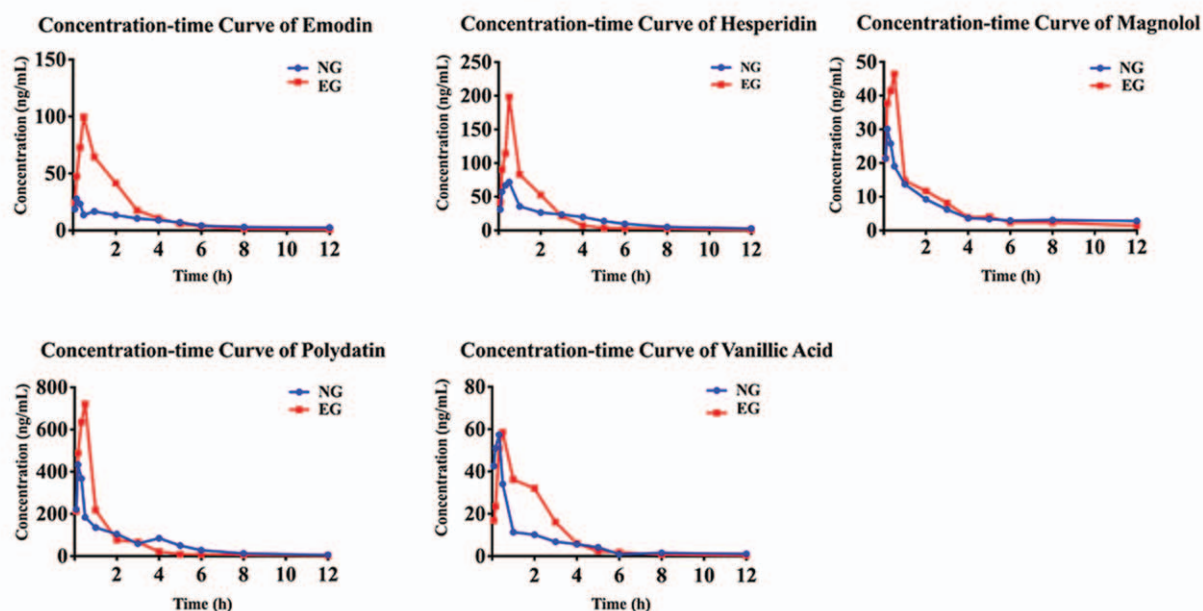 Concentration-time Curve of Emodin
Concentration (ng/mL)
150
100
50
0
2 4 6 8 10 12
Time (h)
NG
EG
Concentration-time Curve of Hesperidin
Concentration (ng/mL)
250
200
150
100
50
0
2 4 6 8 10 12
Time (h)
NG
EG
Concentration-time Curve of Magnolol
Concentration (ng/mL)
50
40
30
20
10
0
2 4 6 8 10 12
Time (h)
NG
EG
Concentration-time Curve of Polydatin
Concentration (ng/mL)
800
600
400
200
0
2 4 6 8 10 12
Time (h)
NG
EG
Concentration-time Curve of Vanillic Acid
Concentration (ng/mL)
80
60
40
20
0
2 4 6 8 10 12
Time (h)
NG
EG